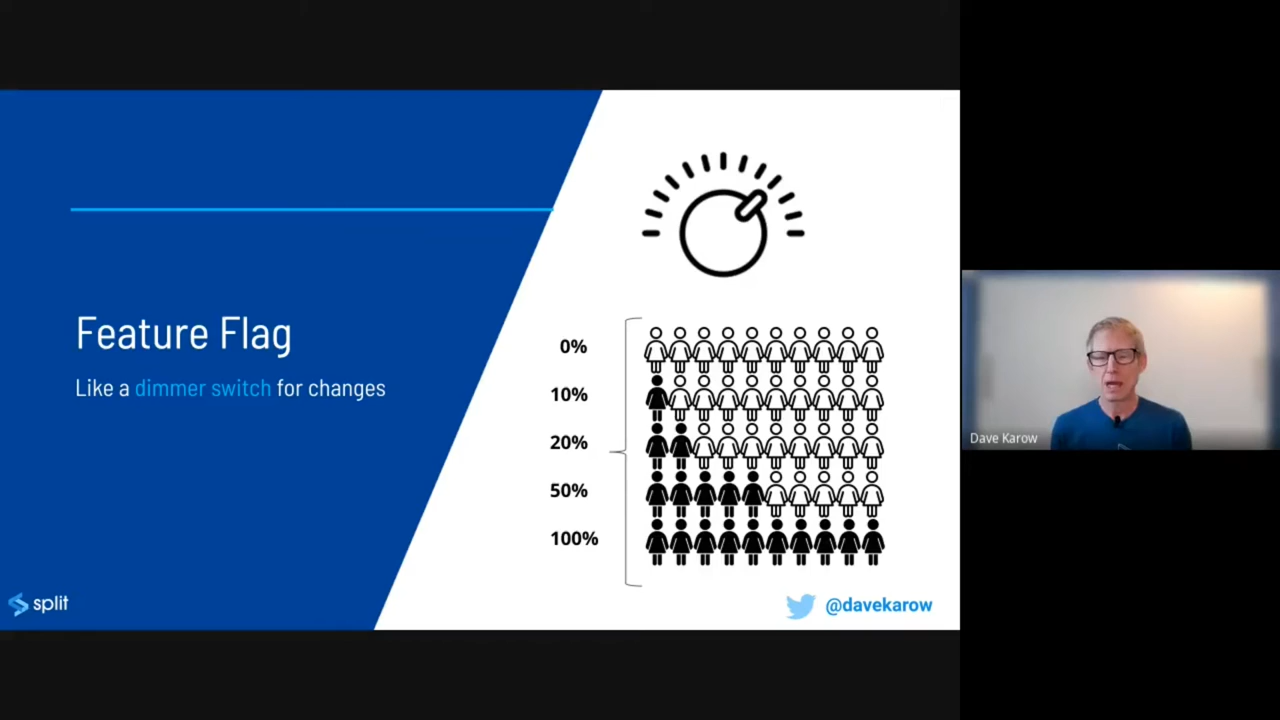 Feature Flag
Like a dimmer switch for changes
0%
10%
20%
50%
100%
split
@davekarow
Dave Karow